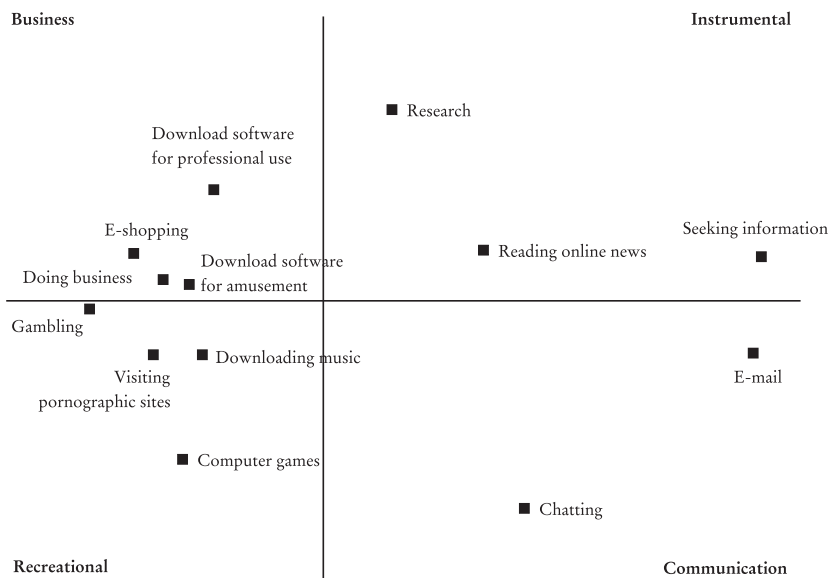 Business
Instrumental
Research
Download software
for professional use
E-shopping
Seeking information
Reading online news
Download software
for amusement
Doing business
Gambling
Downloading music
Visiting
pornographic sites
E-mail
Computer games
Chatting
Recreational
Communication